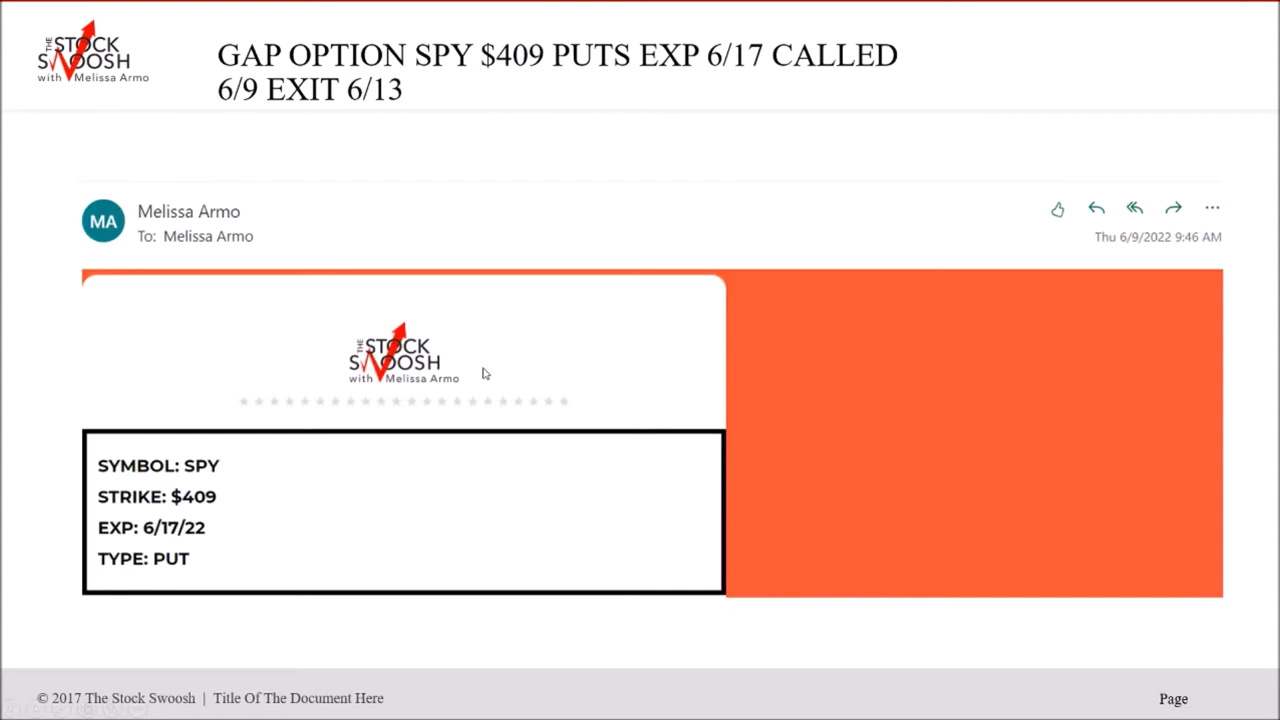 THE
STOCK
SWOOSH
with Melissa Armo
GAP OPTION SPY $409 PUTS EXP 6/17 CALLED
6/9 EXIT 6/13
MA
Melissa Armo
To: Melissa Armo
Thu 6/9/2022 9:46 AM
THE
STOCK
SWOOSH
with Melissa Armo
SYMBOL: SPY
STRIKE: $409
EXP: 6/17/22
TYPE: PUT
© 2017 The Stock Swoosh | Title Of The Document Here
Page